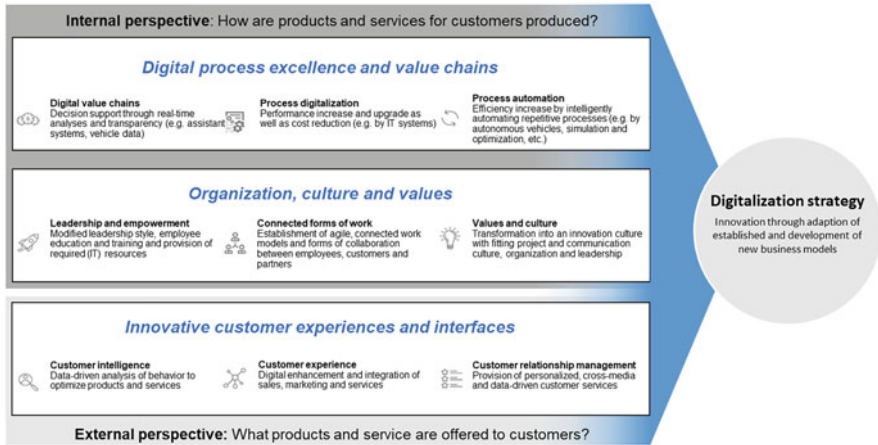 Internal perspective: How are products and services for customers produced?
Digital process excellence and value chains
Digital value chains
Decision support through real-time
analyses and transparency (e.g. assistant
systems, vehicle data)
Process digitalization
Performance increase and upgrade as
well as cost reduction (e.g. by IT systems)
Process automation
Efficiency increase by intelligently
automating repetitive processes (e.g. by
autonomous vehicles, simulation and
optimization, etc.)
Organization, culture and values
Leadership and empowerment
Modified leadership style, employee
education and training and provision of
required (IT) resources
Connected forms of work
Establishment of agile, connected work
models and forms of collaboration
between employees, customers and
partners
Values and culture
Transformation into an innovation culture
with fitting project and communication
culture, organization and leadership
Innovative customer experiences and interfaces
Customer intelligence
Data-driven analysis of behavior to
optimize products and services
Customer experience
Digital enhancement and integration of
sales, marketing and services
Customer relationship management
Provision of personalized, cross-media
and data-driven customer services
External perspective: What products and service are offered to customers?
Digitalization strategy
Innovation through adaption of
established and development of
new business models